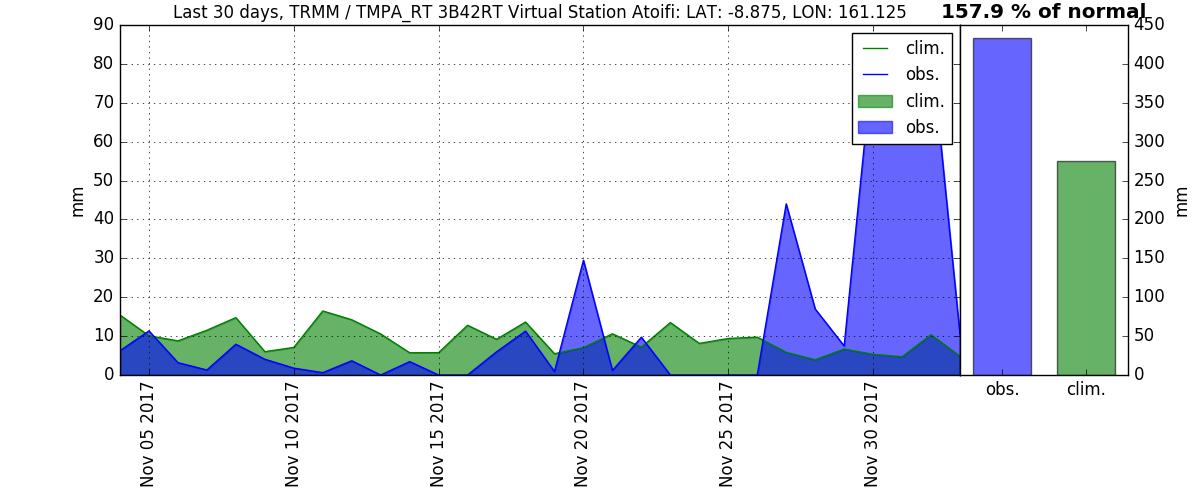 Last 30 days, TRMM / TMPA_RT 3B42RT Virtual Station Atoifi: LAT: -8.875, LON: 161.125
157.9 % of normal
90
80
70
60
50
40
30
20
10
0
mm
clim.
obs.
clim.
obs.
Nov 05 2017
Nov 10 2017
Nov 15 2017
Nov 20 2017
Nov 25 2017
Nov 30 2017
450
400
350
300
250
200
150
100
50
0
mm
obs.
clim.